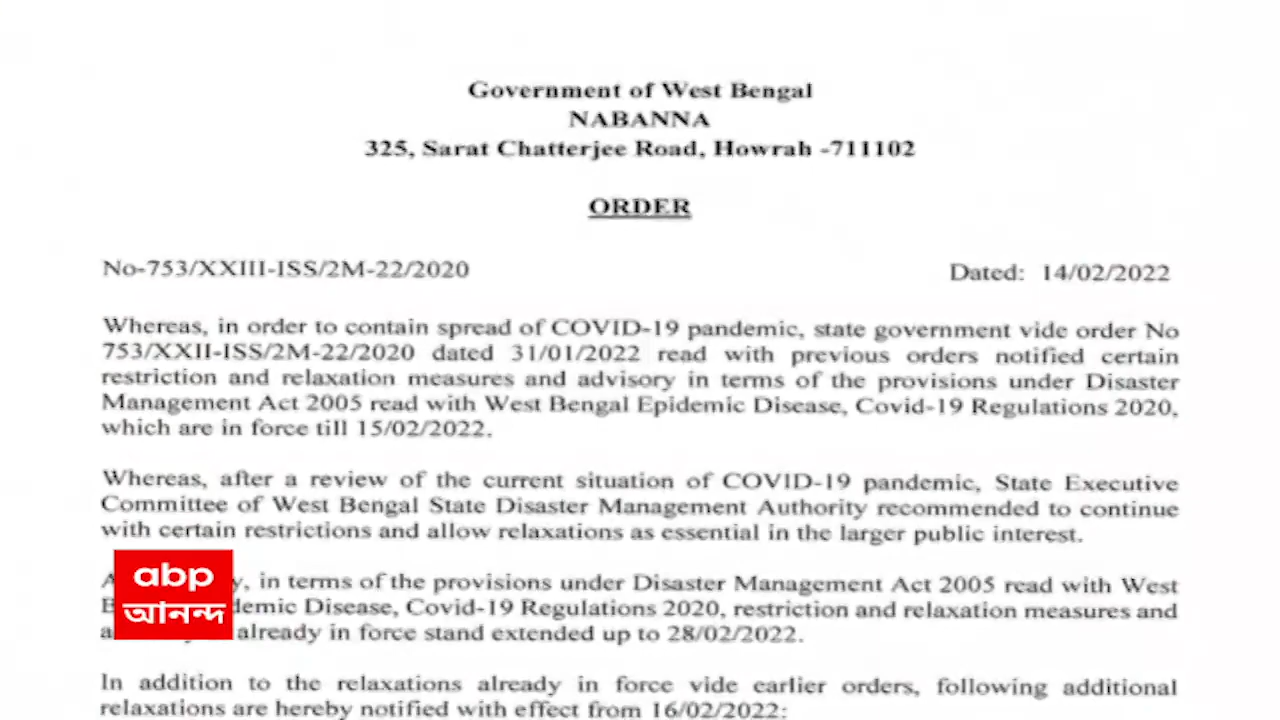 Government of West Bengal
NABANNA
325, Sarat Chatterjee Road, Howrah -711102
ORDER
No-753/XXIII-ISS/2M-22/2020
Dated: 14/02/2022
Whereas, in order to contain spread of COVID-19 pandemic, state government vide order No
753/XXII-ISS/2M-22/2020 dated 31/01/2022 read with previous orders notified certain
restriction and relaxation measures and advisory in terms of the provisions under Disaster
Management Act 2005 read with West Bengal Epidemic Disease, Covid-19 Regulations 2020,
which are in force till 15/02/2022.
Whereas, after a review of the current situation of COVID-19 pandemic, State Executive
Committee of West Bengal State Disaster Management Authority recommended to continue
with certain restrictions and allow relaxations as essential in the larger public interest.
in terms of the provisions under Disaster Management Act 2005 read with West
Disease, Covid-19 Regulations 2020, restriction and relaxation measures and
already in force stand extended up to 28/02/2022.
abp
আনন্দ
In addition to the relaxations already in force vide earlier orders, following additional
relaxations are hereby notified with effect from 16/02/2022: